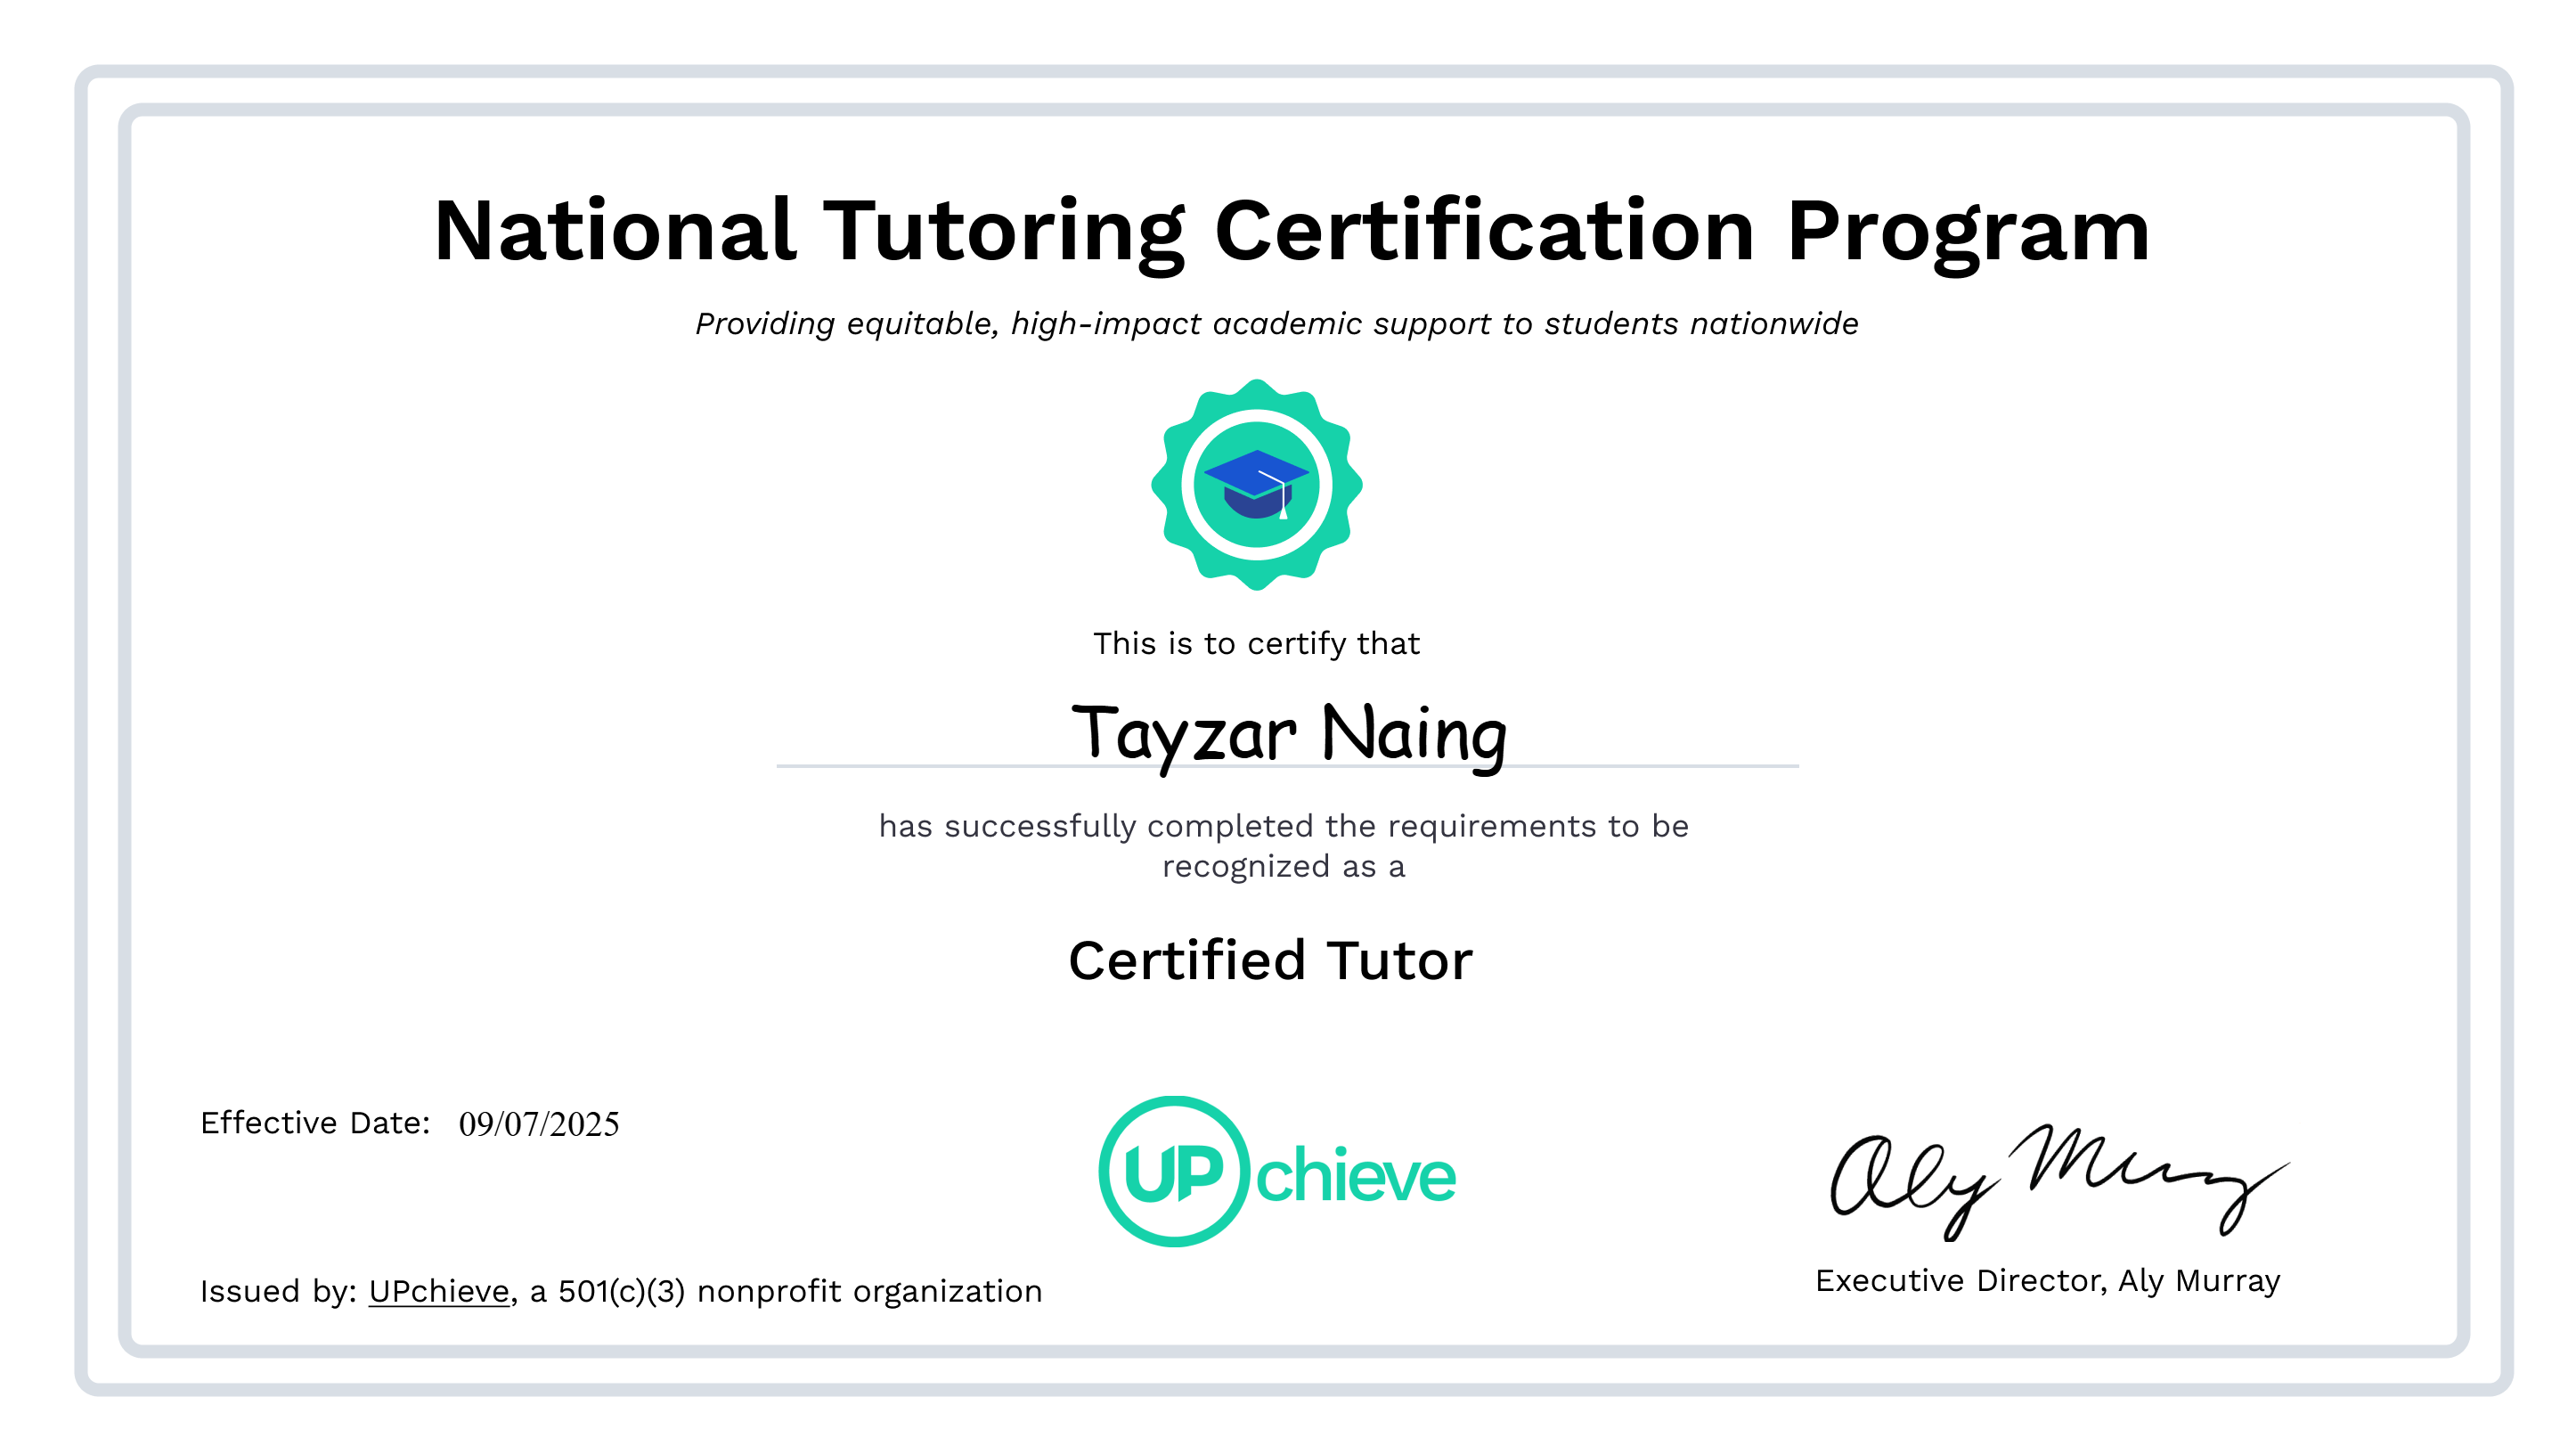 National Tutoring Certification Program
Providing equitable, high-impact academic support to students nationwide
This is to certify that
Tayzar Naing
has successfully completed the requirements to be
recognized as a
Certified Tutor
Effective Date: 09/07/2025
UPchieve
Aly Murray
Issued by: UPchieve, a 501(c)(3) nonprofit organization
Executive Director, Aly Murray